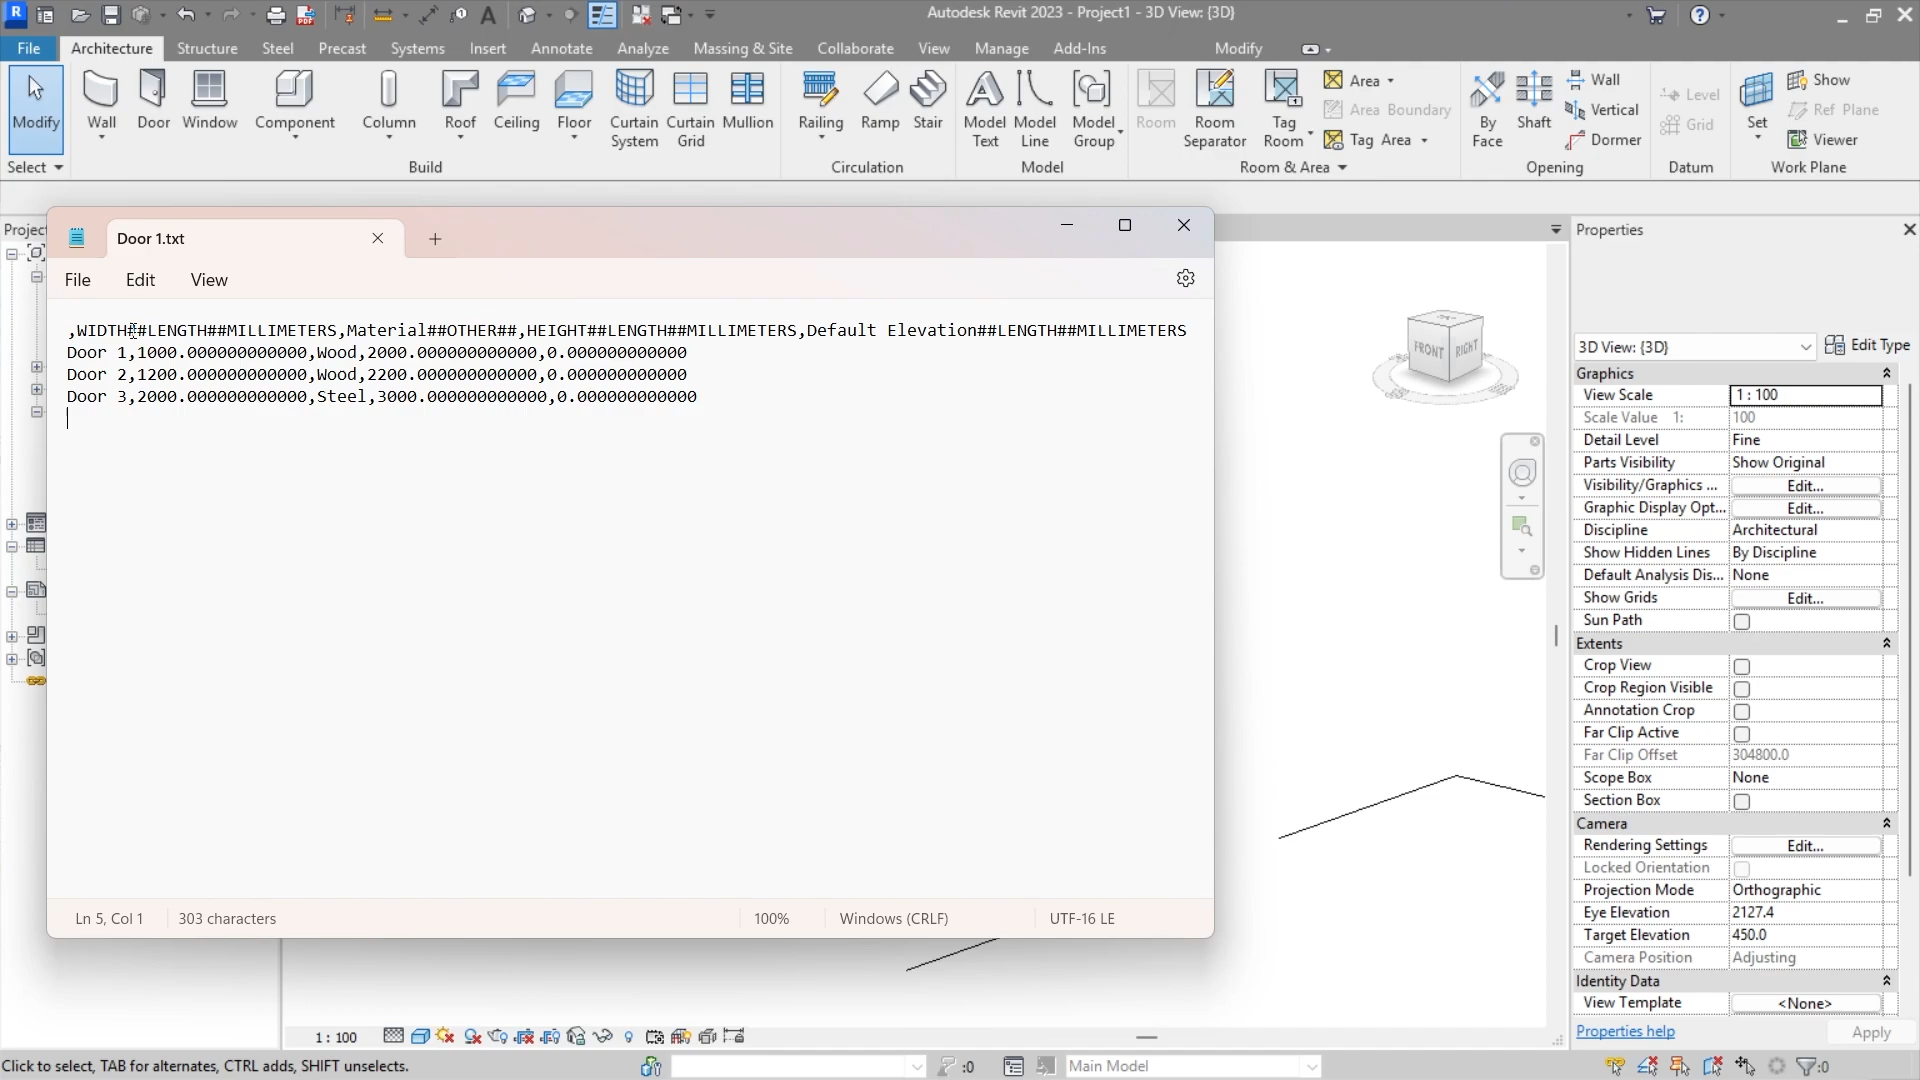 Autodesk Revit 2023 - Project1 - 3D View: {3D}
File Architecture Structure Steel Precast Systems Insert Annotate Analyze Massing & Site Collaborate View Manage Add-Ins Modify
Modify Wall Door Window Component Column Roof Ceiling Floor Curtain System Curtain Grid Mullion Railing Ramp Stair Model Text Model Line Model Group Room Room Separator Tag Room Area Area Boundary Tag Area By Face Shaft Wall Vertical Dormer Level Grid Set Show Ref Plane Viewer
Select Build Circulation Model Room & Area Opening Datum Work Plane
Projec
Door 1.txt
File Edit View
,WIDTH##LENGTH##MILLIMETERS,Material##OTHER##,HEIGHT##LENGTH##MILLIMETERS,Default Elevation##LENGTH##MILLIMETERS
Door 1,1000.000000000000,Wood,2000.000000000000,0.000000000000
Door 2,1200.000000000000,Wood,2200.000000000000,0.000000000000
Door 3,2000.000000000000,Steel,3000.000000000000,0.000000000000
Ln 5, Col 1 303 characters 100% Windows (CRLF) UTF-16 LE
FRONT RIGHT
Properties
3D View: {3D} Edit Type
Graphics
View Scale 1 : 100
Scale Value 1: 100
Detail Level Fine
Parts Visibility Show Original
Visibility/Graphics ... Edit...
Graphic Display Opt... Edit...
Discipline Architectural
Show Hidden Lines By Discipline
Default Analysis Dis... None
Show Grids Edit...
Sun Path
Extents
Crop View
Crop Region Visible
Annotation Crop
Far Clip Active
Far Clip Offset 304800.0
Scope Box None
Section Box
Camera
Rendering Settings Edit...
Locked Orientation
Projection Mode Orthographic
Eye Elevation 2127.4
Target Elevation 450.0
Camera Position Adjusting
Identity Data
View Template <None>
Properties help Apply
1 : 100
Click to select, TAB for alternates, CTRL adds, SHIFT unselects. :0 Main Model :0